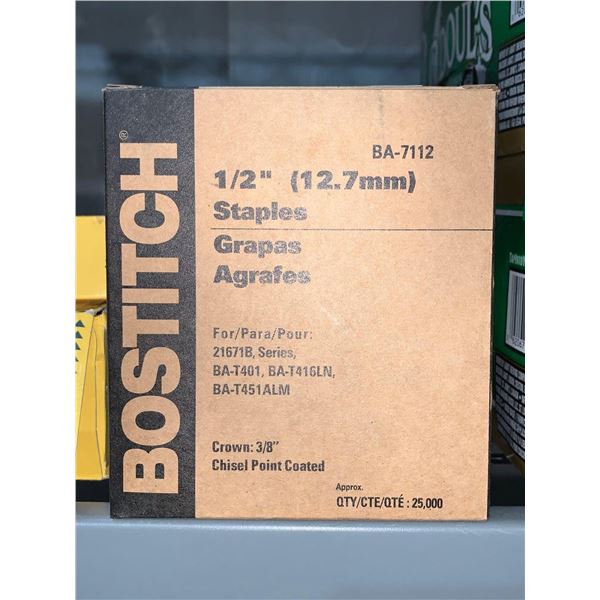 BOSTITCH®
BA-7112
1/2" (12.7mm)
Staples
Grapas
Agrafes
For/Para/Pour:
21671B, Series,
BA-T401, BA-T416LN,
BA-T451ALM
Crown: 3/8"
Chisel Point Coated
Approx.
QTY/CTE/QTÉ : 25,000